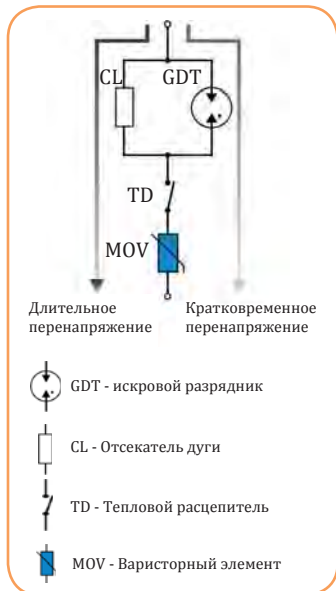 CL
GDT
TD
MOV
Длительное
перенапряжение
Кратковременное
перенапряжение
GDT - искровой разрядник
CL - Отсекатель дуги
TD - Тепловой расцепитель
MOV - Варисторный элемент